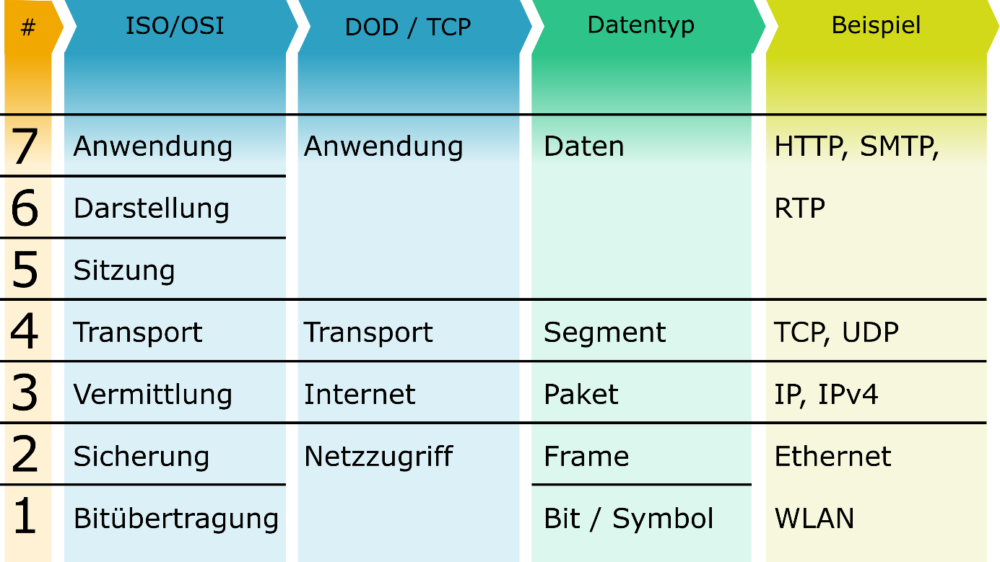 # ISO/OSI DOD / TCP Datentyp Beispiel
7 Anwendung Anwendung Daten HTTP, SMTP,
6 Darstellung RTP
5 Sitzung
4 Transport Transport Segment TCP, UDP
3 Vermittlung Internet Paket IP, IPv4
2 Sicherung Netzzugriff Frame Ethernet
1 Bitübertragung Bit / Symbol WLAN